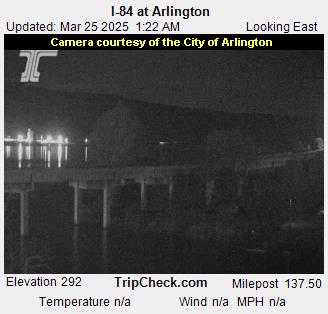 I-84 at Arlington
Updated: Mar 25 2025 1:22 AM Looking East
Camera courtesy of the City of Arlington
Elevation 292 TripCheck.com Milepost 137.50
Temperature n/a Wind n/a MPH n/a